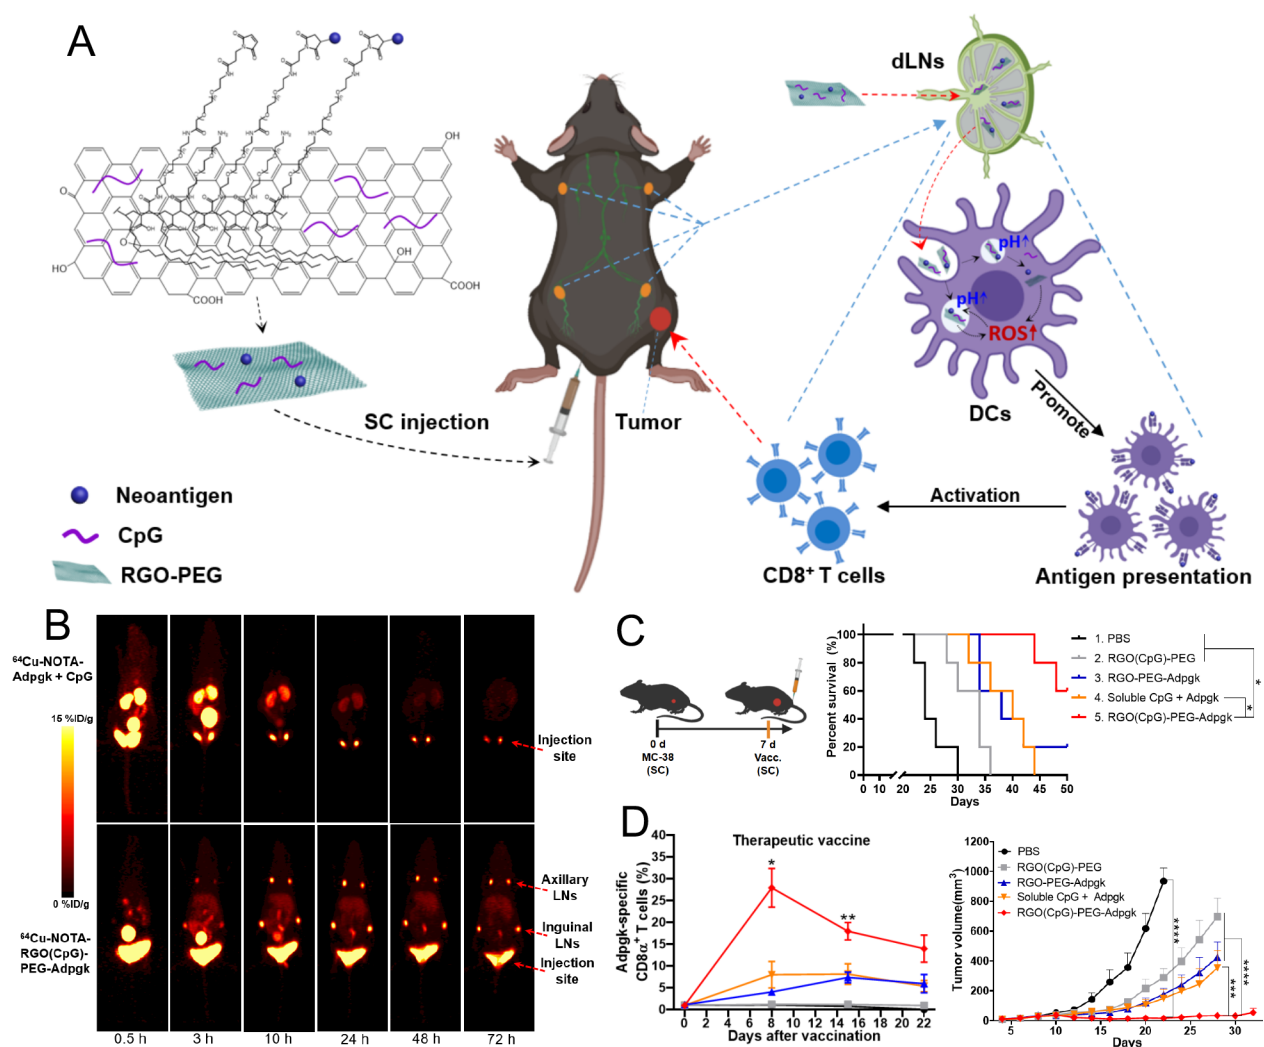 A
OH
O
O
HO
OH
COOH
COOH
SC injection
Tumor
dLNs
pH↑
pH↑
ROS↑
DCs
Promote
Activation
CD8+ T cells
Antigen presentation
Neoantigen
CpG
RGO-PEG
B
64Cu-NOTA-
Adpgk + CpG
15 %ID/g
0 %ID/g
64Cu-NOTA-
RGO(CpG)-
PEG-Adpgk
Injection
site
Axillary
LNs
Inguinal
LNs
Injection
site
0.5 h
3 h
10 h
24 h
48 h
72 h
C
0 d
MC-38
(SC)
7 d
Vacc.
(SC)
Percent survival (%)
100
80
60
40
20
0
0 10 20 25 30 35 40 45 50
Days
1. PBS
2. RGO(CpG)-PEG
3. RGO-PEG-Adpgk
4. Soluble CpG + Adpgk
5. RGO(CpG)-PEG-Adpgk
*
*
D
Therapeutic vaccine
Adpgk-specific
CD8α+ T cells (%)
40
35
30
25
20
15
10
5
0
*
**
0 2 4 6 8 10 12 14 16 18 20 22
Days after vaccination
Tumor volume(mm3)
1200
1000
800
600
400
200
0
PBS
RGO(CpG)-PEG
RGO-PEG-Adpgk
Soluble CpG + Adpgk
RGO(CpG)-PEG-Adpgk
****
***
****
5 10 15 20 25 30
Days